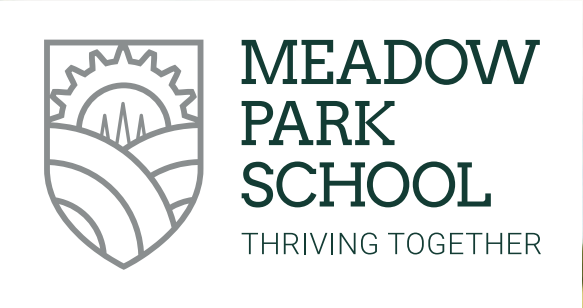 MEADOW
PARK
SCHOOL
THRIVING TOGETHER